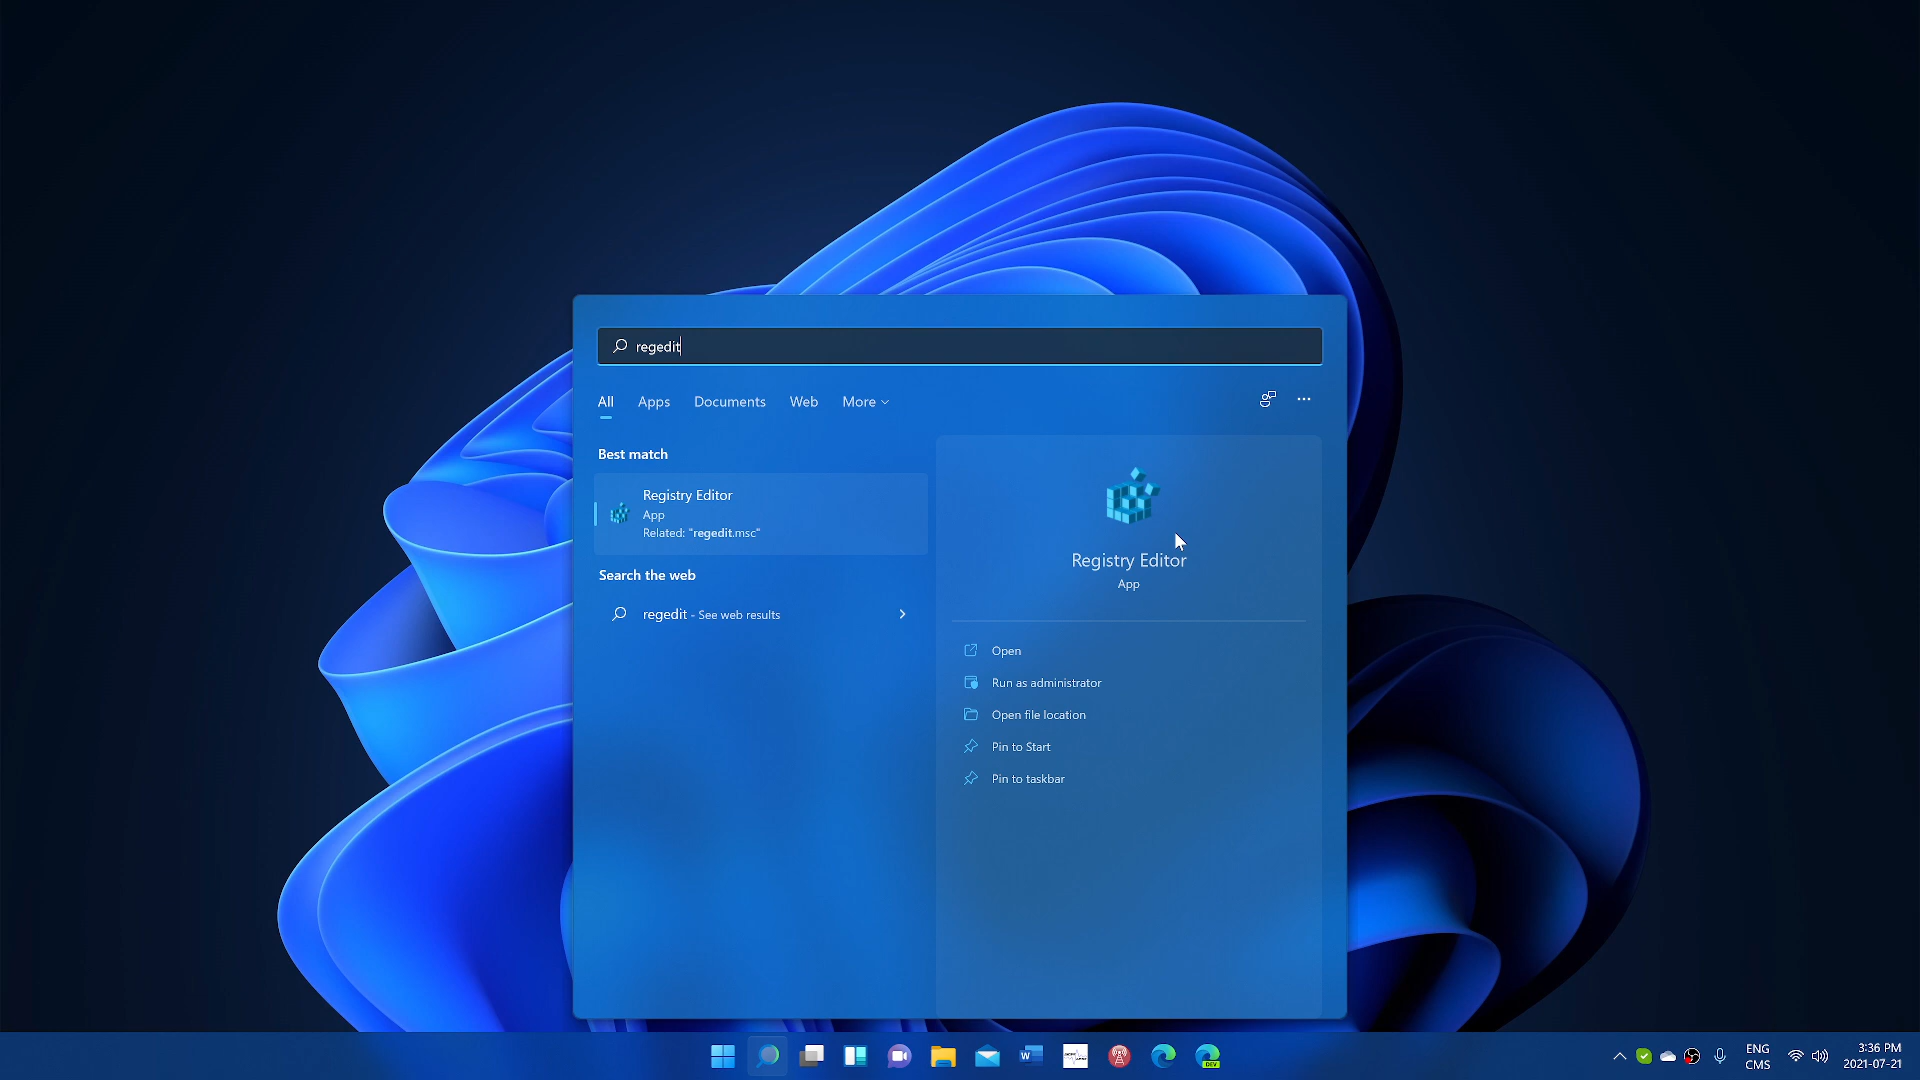 regedit
All Apps Documents Web More
Best match
Registry Editor
App
Related: "regedit.msc"
Search the web
regedit - See web results
Registry Editor
App
Open
Run as administrator
Open file location
Pin to Start
Pin to taskbar
W
DEV
ENG
CMS
3:36 PM
2021-07-21